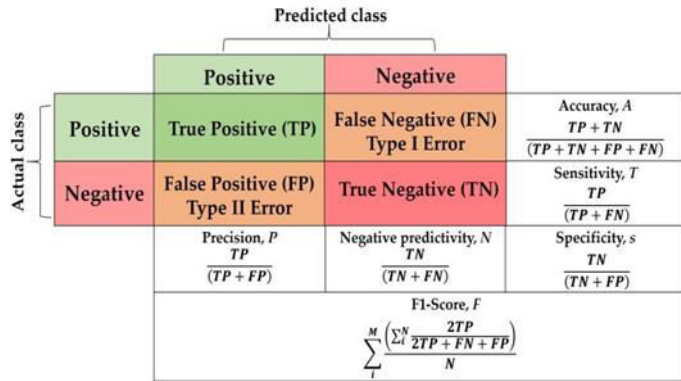 Predicted class
Positive Negative
Actual class
Positive True Positive (TP) False Negative (FN)
Type I Error
Accuracy, A
TP + TN
(TP + TN + FP + FN)
Negative False Positive (FP)
Type II Error
True Negative (TN)
Sensitivity, T
TP
(TP + FN)
Precision, P
TP
(TP + FP)
Negative predictivity, N
TN
(TN + FN)
Specificity, s
TN
(TN + FP)
F1-Score, F
M
∑
i
(∑ᵢᴺ 2TP
2TP + FN + FP)
N